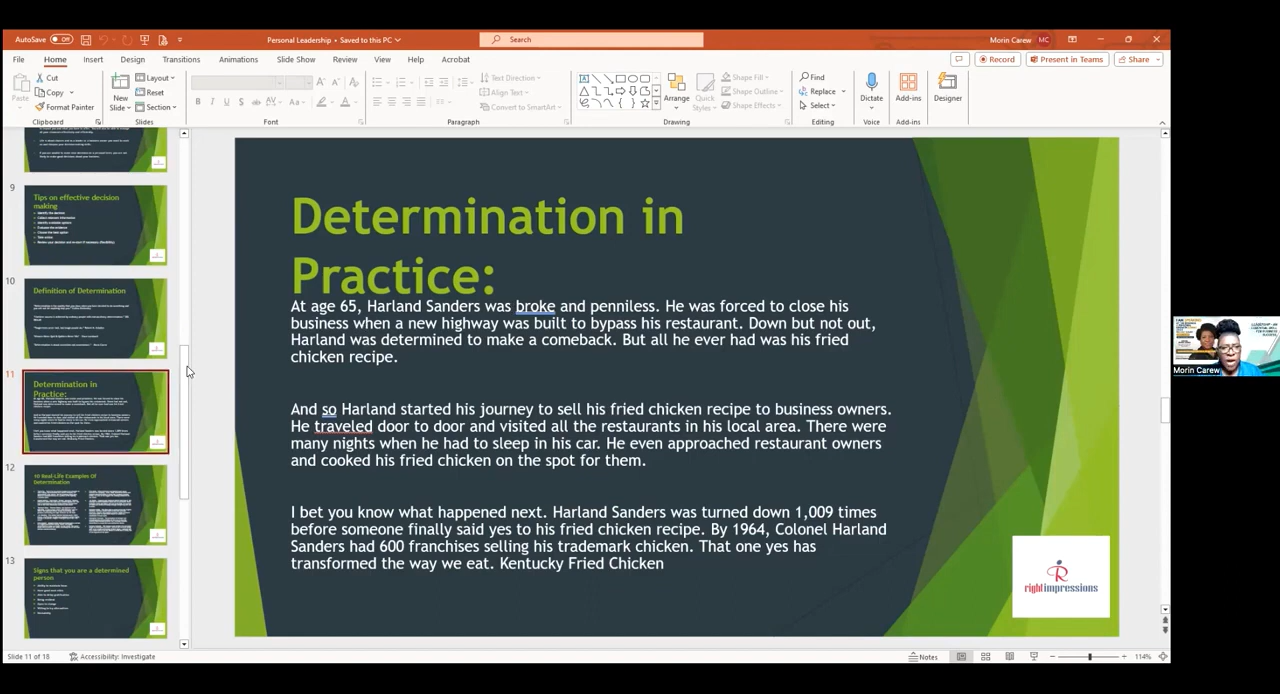 AutoSave Off Personal Leadership • Saved to this PC Search Morin Carew MC
File Home Insert Design Transitions Animations Slide Show Record Review View Help Acrobat Record Present in Teams Share
Paste Cut Copy Format Painter New Slide Layout Reset Section Text Direction Align Text Convert to SmartArt Arrange Quick Styles Shape Fill Shape Outline Shape Effects Find Replace Select Dictate Add-ins Designer
Clipboard Slides Font Paragraph Drawing Editing Voice Add-ins
9
Tips on effective decision
making
10
Definition of Determination
11
Determination in
Practice:
12
10 Real-Life Examples Of
Determination
13
Signs that you are a determined
person
Determination in
Practice:
At age 65, Harland Sanders was broke and penniless. He was forced to close his
business when a new highway was built to bypass his restaurant. Down but not out,
Harland was determined to make a comeback. But all he ever had was his fried
chicken recipe.
And so Harland started his journey to sell his fried chicken recipe to business owners.
He traveled door to door and visited all the restaurants in his local area. There were
many nights when he had to sleep in his car. He even approached restaurant owners
and cooked his fried chicken on the spot for them.
I bet you know what happened next. Harland Sanders was turned down 1,009 times
before someone finally said yes to his fried chicken recipe. By 1964, Colonel Harland
Sanders had 600 franchises selling his trademark chicken. That one yes has
transformed the way we eat. Kentucky Fried Chicken
rightimpressions
Morin Carew
Slide 11 of 18 Accessibility: Investigate Notes 114%